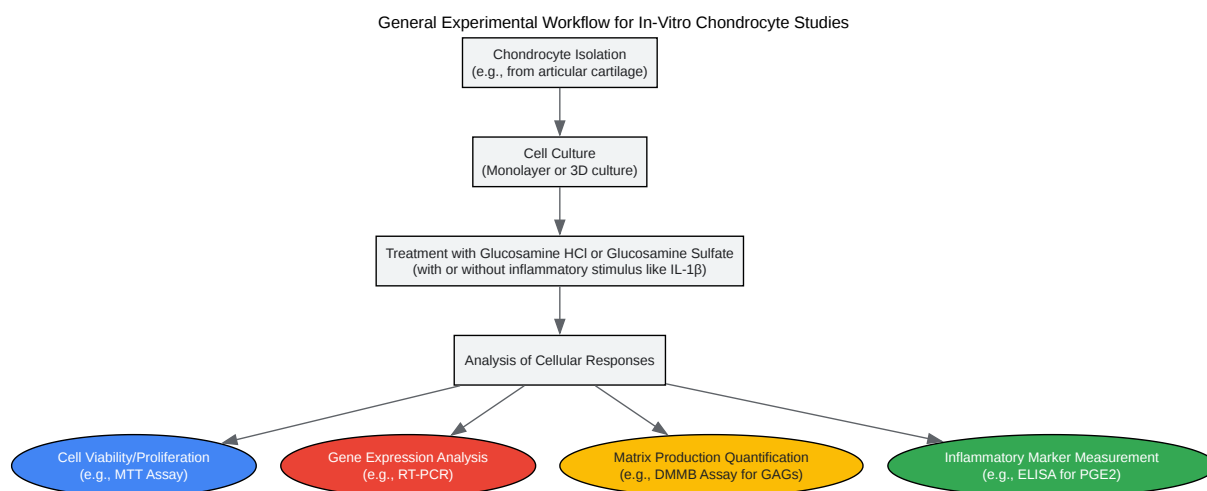 General Experimental Workflow for In-Vitro Chondrocyte Studies
Chondrocyte Isolation
(e.g., from articular cartilage)
Cell Culture
(Monolayer or 3D culture)
Treatment with Glucosamine HCl or Glucosamine Sulfate
(with or without inflammatory stimulus like IL-1β)
Analysis of Cellular Responses
Cell Viability/Proliferation
(e.g., MTT Assay)
Gene Expression Analysis
(e.g., RT-PCR)
Matrix Production Quantification
(e.g., DMMB Assay for GAGs)
Inflammatory Marker Measurement
(e.g., ELISA for PGE2)